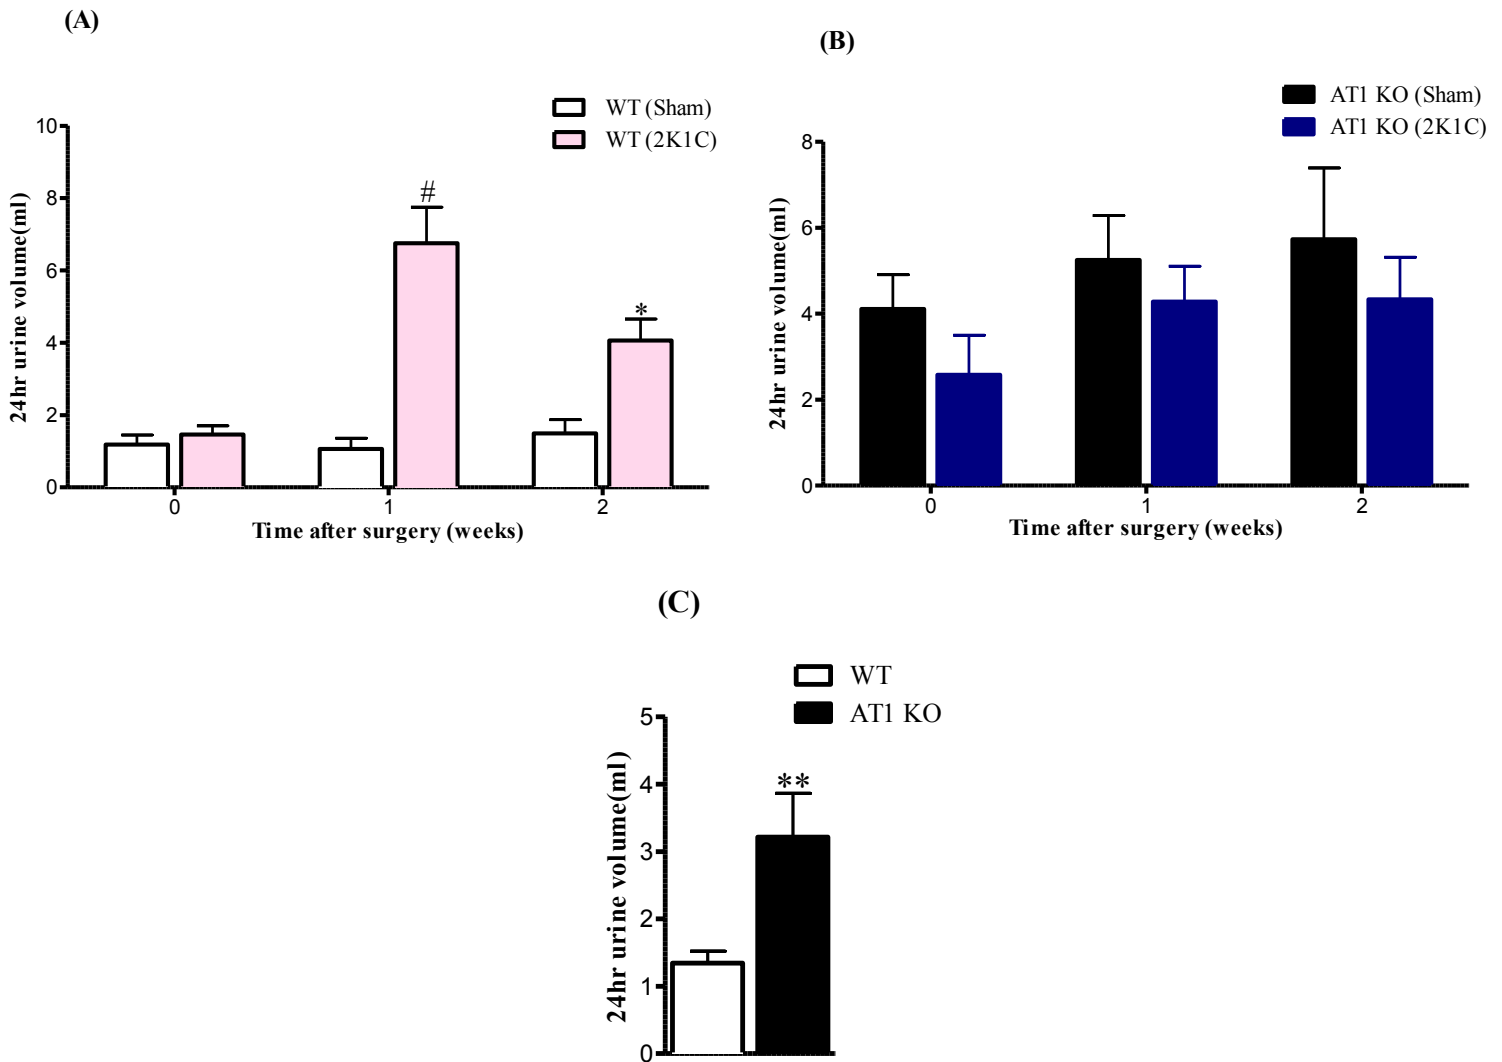 (A)
WT (Sham)
WT (2K1C)
24hr urine volume(ml)
10
8
6
4
2
0
#
*
0 1 2
Time after surgery (weeks)
(B)
AT1 KO (Sham)
AT1 KO (2K1C)
24hr urine volume(ml)
8
6
4
2
0
0 1 2
Time after surgery (weeks)
(C)
WT
AT1 KO
24hr urine volume(ml)
5
4
3
2
1
0
**